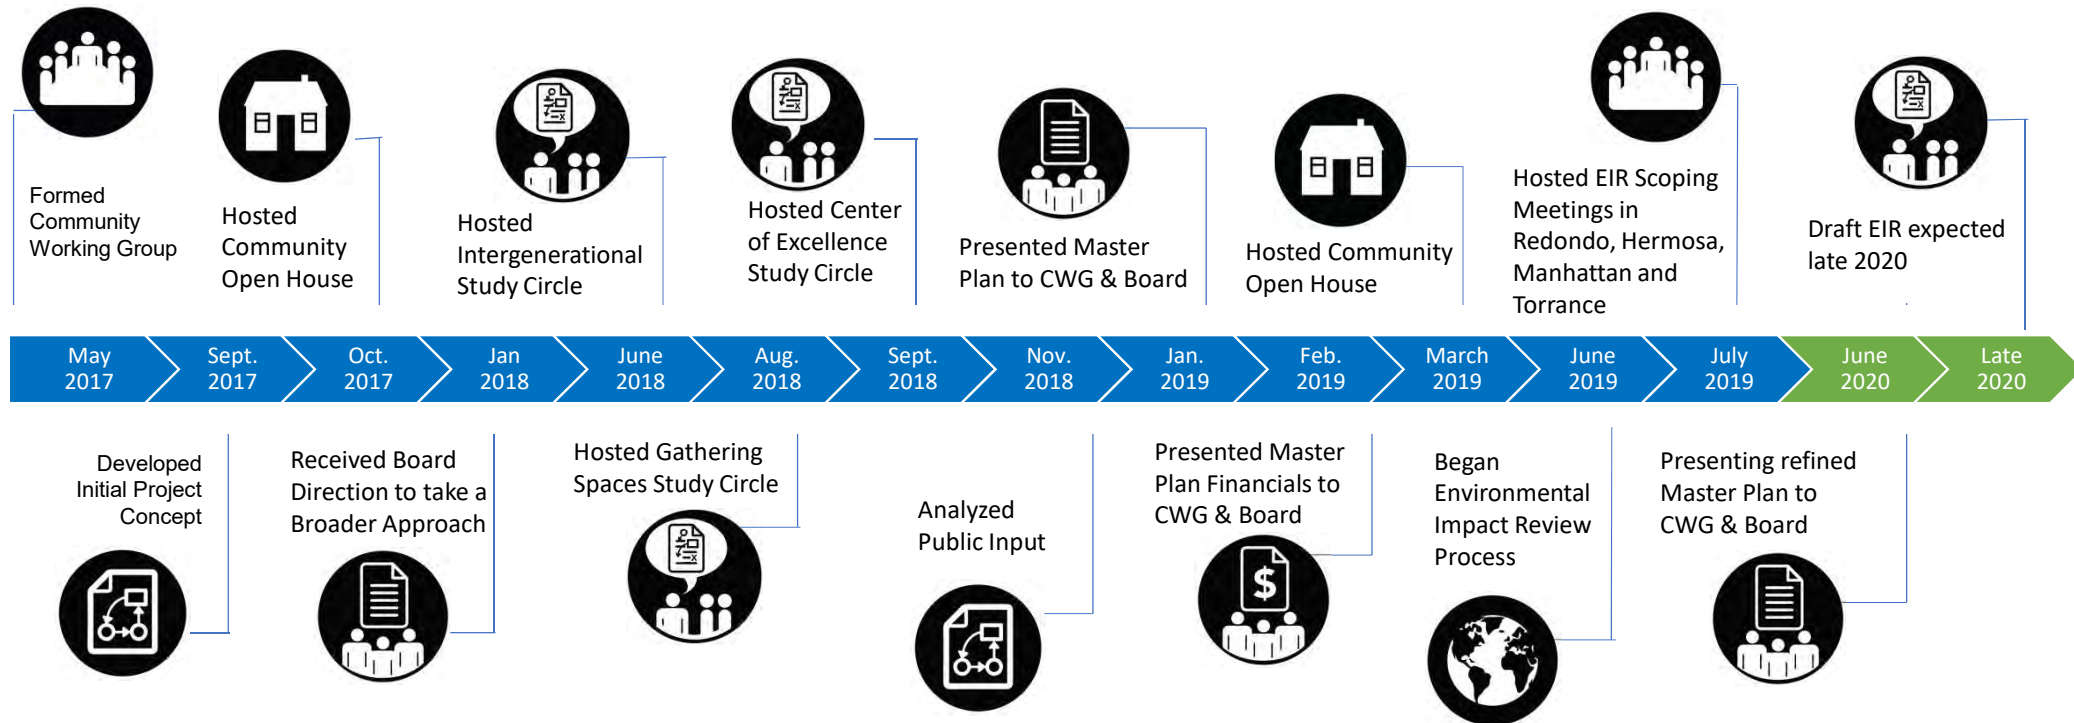 Formed
Community
Working Group
Hosted
Community
Open House
Hosted
Intergenerational
Study Circle
Hosted Center
of Excellence
Study Circle
Presented Master
Plan to CWG & Board
Hosted Community
Open House
Hosted EIR Scoping
Meetings in
Redondo, Hermosa,
Manhattan and
Torrance
Draft EIR expected
late 2020
May
2017
Sept.
2017
Oct.
2017
Jan
2018
June
2018
Aug.
2018
Sept.
2018
Nov.
2018
Jan.
2019
Feb.
2019
March
2019
June
2019
July
2019
June
2020
Late
2020
Developed
Initial Project
Concept
Received Board
Direction to take a
Broader Approach
Hosted Gathering
Spaces Study Circle
Analyzed
Public Input
Presented Master
Plan Financials to
CWG & Board
$
Began
Environmental
Impact Review
Process
Presenting refined
Master Plan to
CWG & Board